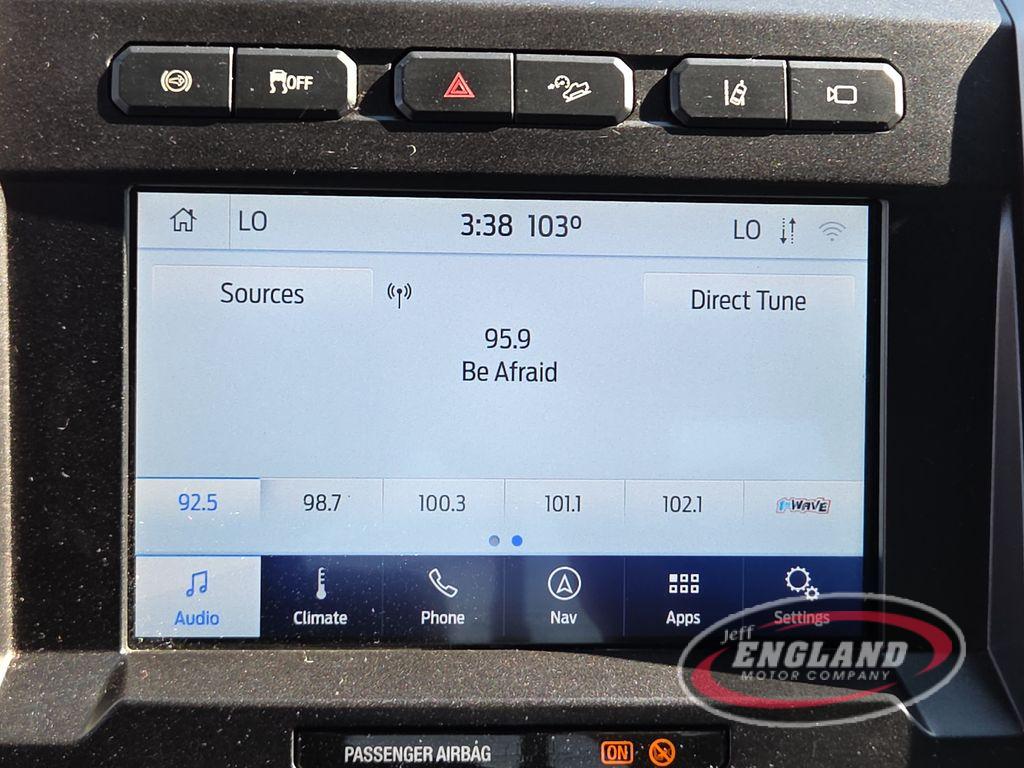 OFF
LO 3:38 103° LO
Sources Direct Tune
95.9
Be Afraid
92.5 98.7 100.3 101.1 102.1 1st WAVE
Audio Climate Phone Nav Apps Settings
Jeff
ENGLAND
MOTOR COMPANY
PASSENGER AIRBAG ON